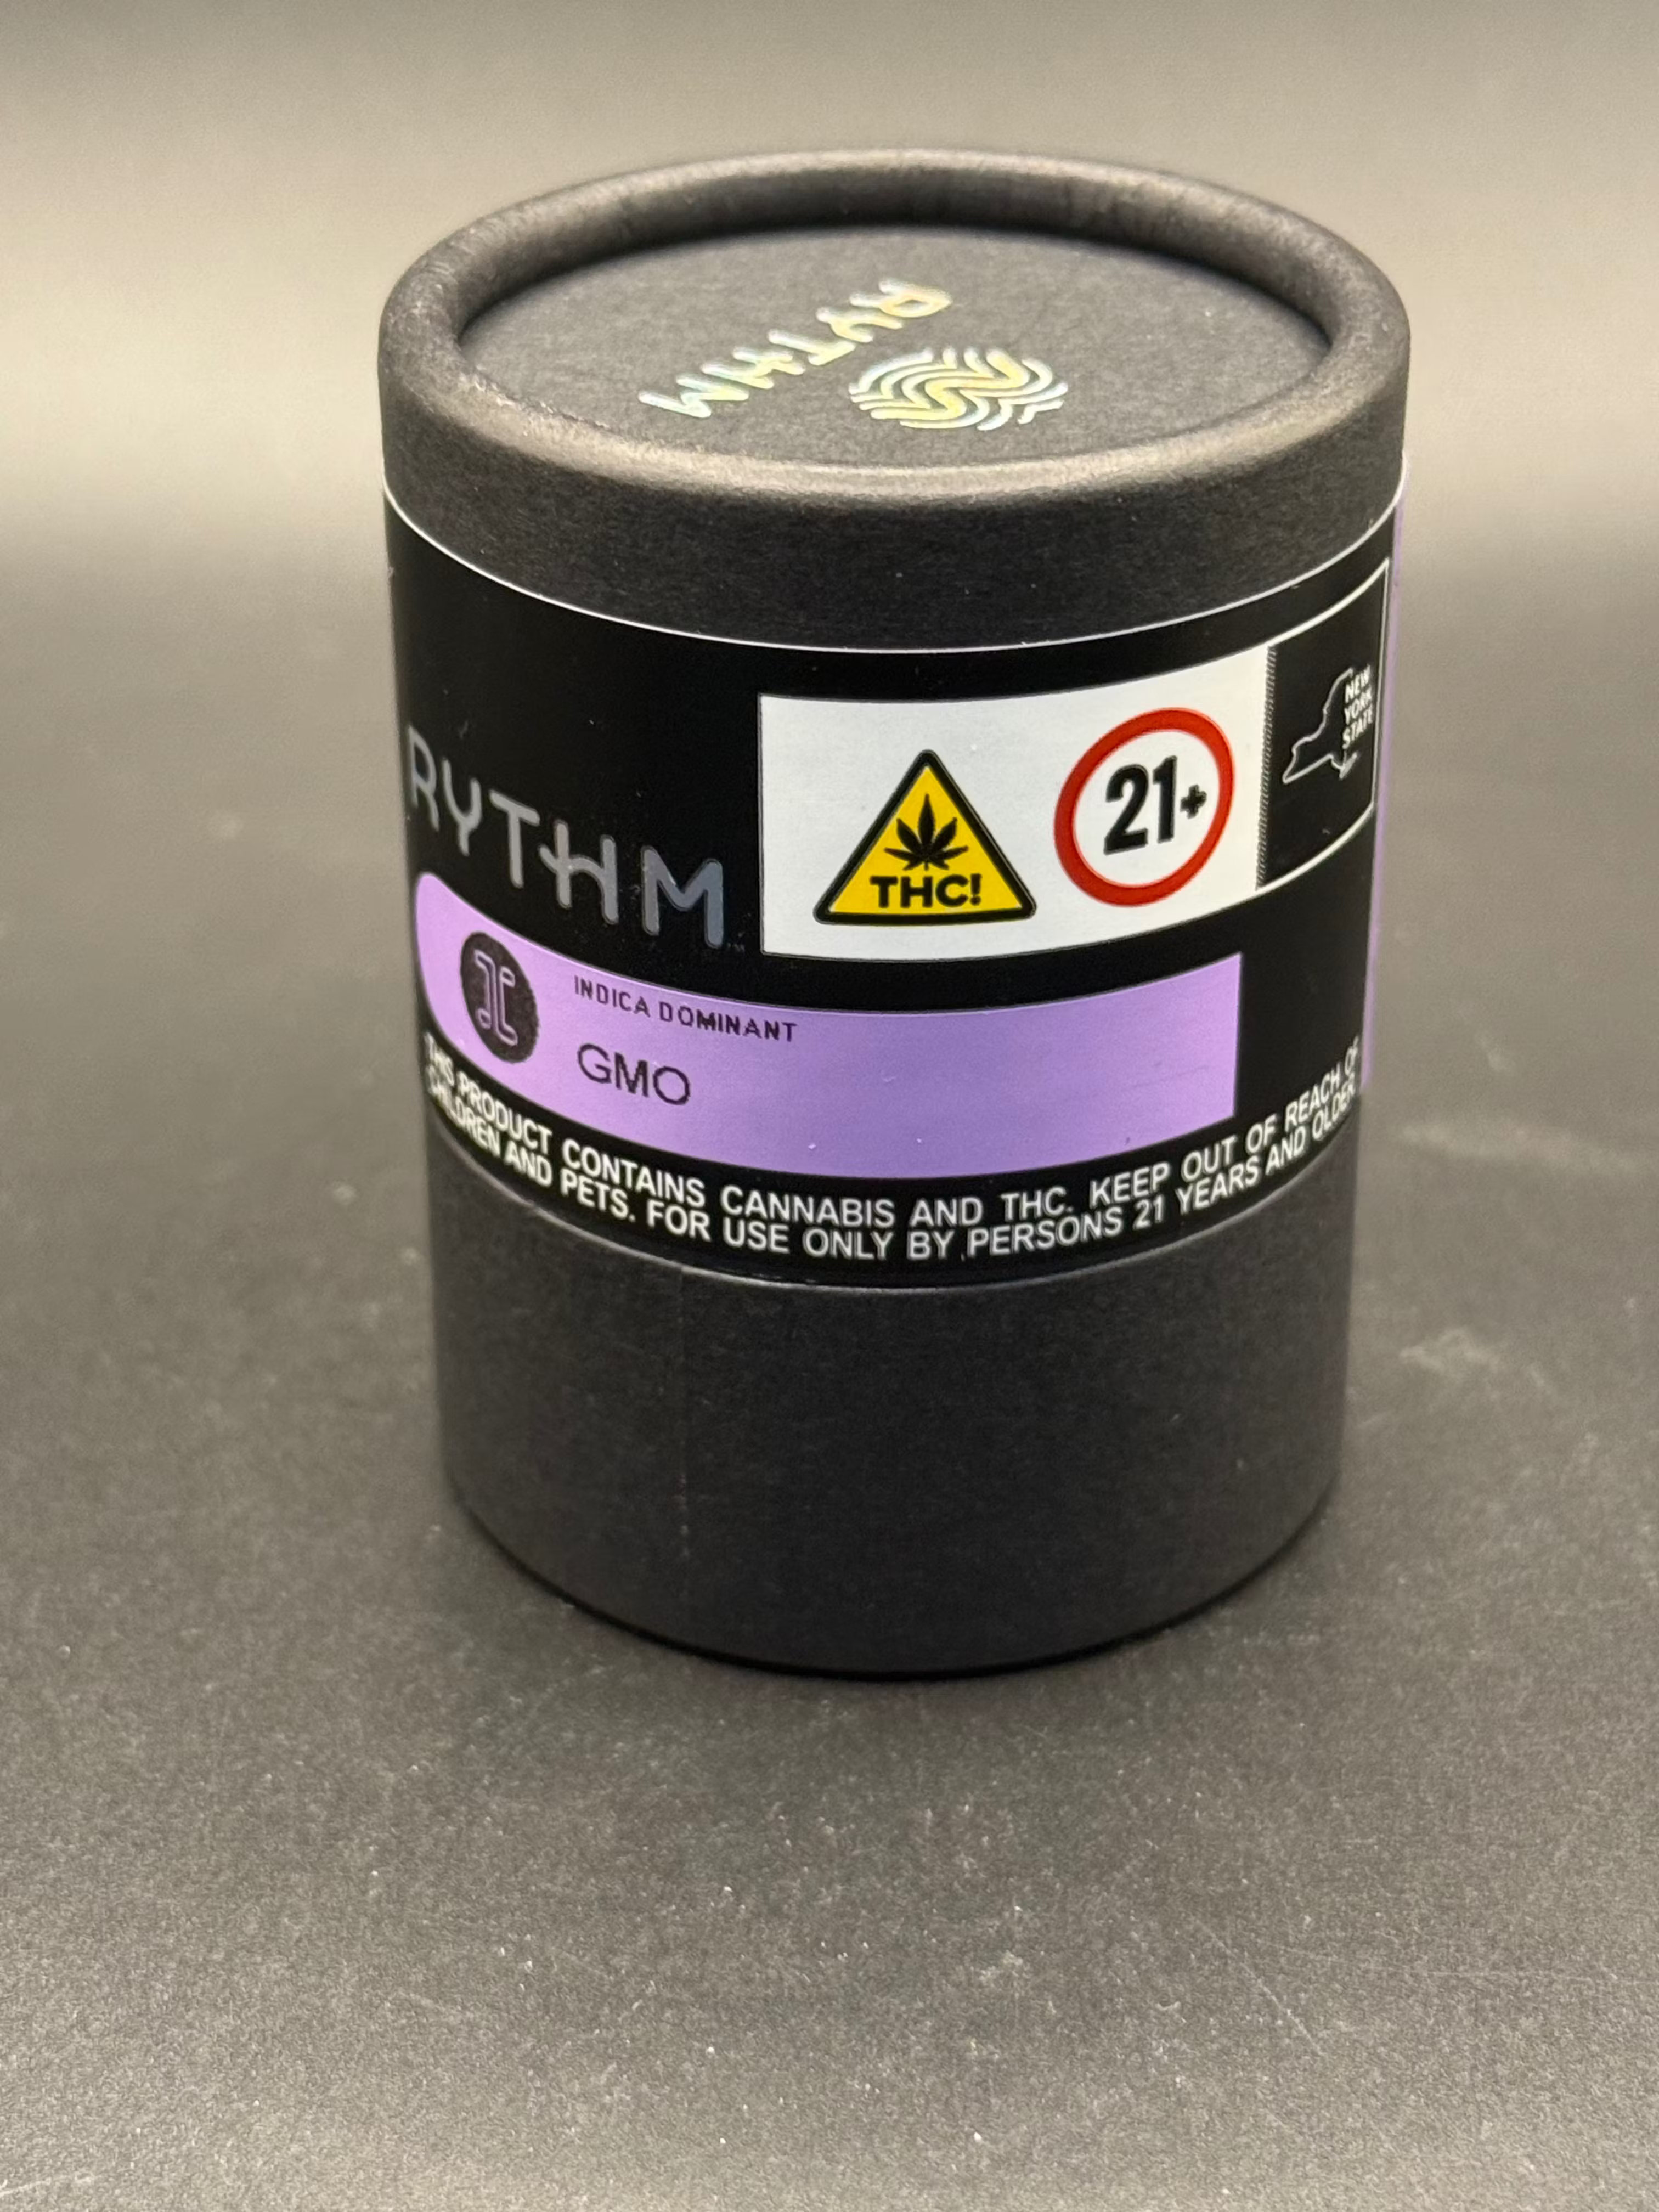 RYTHM
RYTHM
THC!
21+
NEW
YORK
STATE
INDICA DOMINANT
GMO
THIS PRODUCT CONTAINS CANNABIS AND THC. KEEP OUT OF REACH OF
CHILDREN AND PETS. FOR USE ONLY BY PERSONS 21 YEARS AND OLDER.